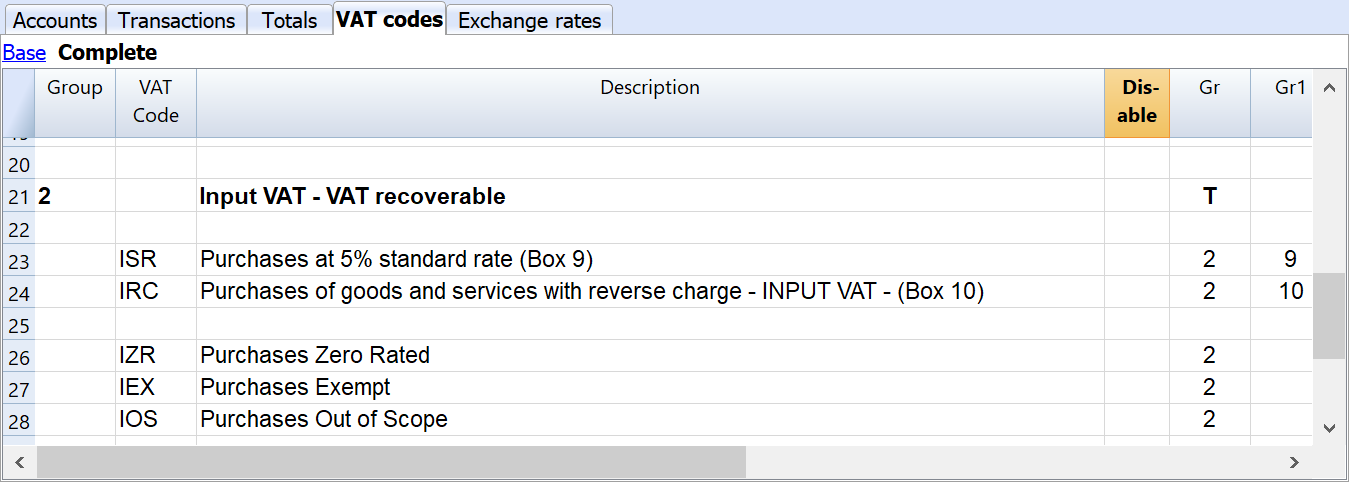 Accounts Transactions Totals VAT codes Exchange rates
Base Complete
Group VAT Code Description Dis-able Gr Gr1
20
21 2 Input VAT - VAT recoverable T
22
23 ISR Purchases at 5% standard rate (Box 9) 2 9
24 IRC Purchases of goods and services with reverse charge - INPUT VAT - (Box 10) 2 10
25
26 IZR Purchases Zero Rated 2
27 IEX Purchases Exempt 2
28 IOS Purchases Out of Scope 2